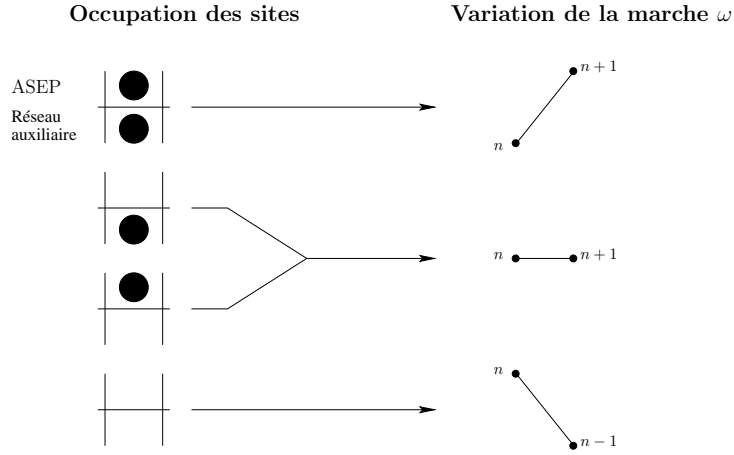 Occupation des sites
Variation de la marche ω
ASEP
Réseau
auxiliaire
n + 1
n
n
n + 1
n
n − 1